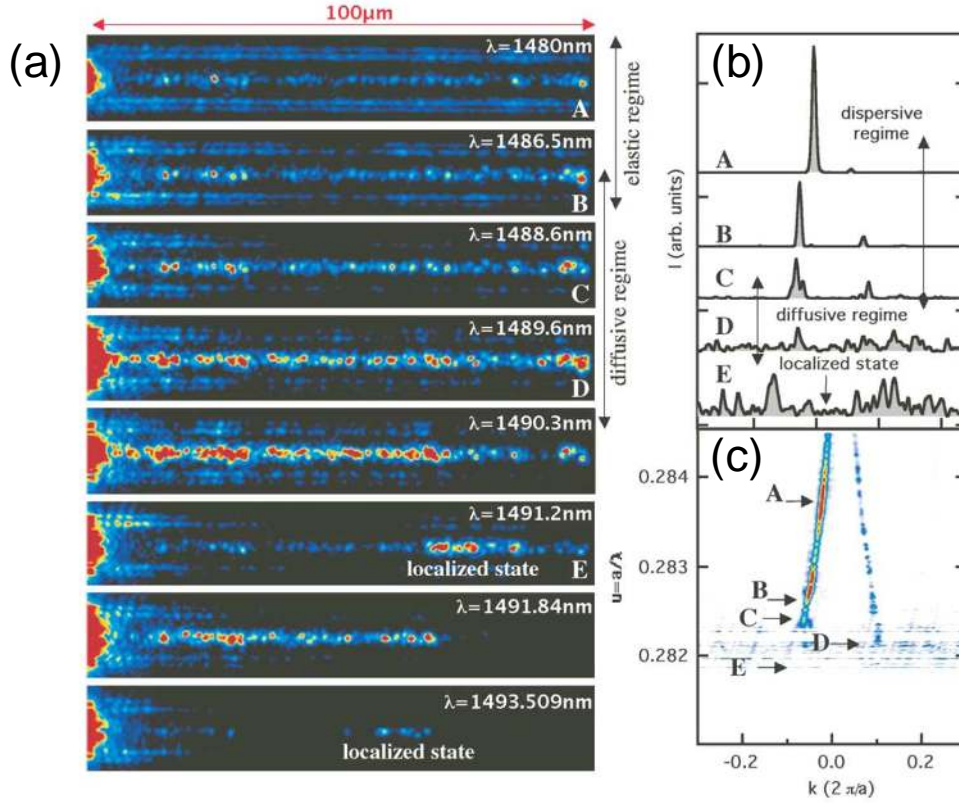 100μm
(a)
λ=1480nm
A
elastic regime
λ=1486.5nm
B
λ=1488.6nm
C
diffusive regime
λ=1489.6nm
D
λ=1490.3nm
λ=1491.2nm
localized state
E
λ=1491.84nm
λ=1493.509nm
localized state
(b)
I (arb. units)
dispersive
regime
A
B
C
D
diffusive regime
E
localized state
(c)
u=a/λ
0.284
0.283
0.282
A
B
C
D
E
-0.2
0.0
0.2
k (2 π/a)